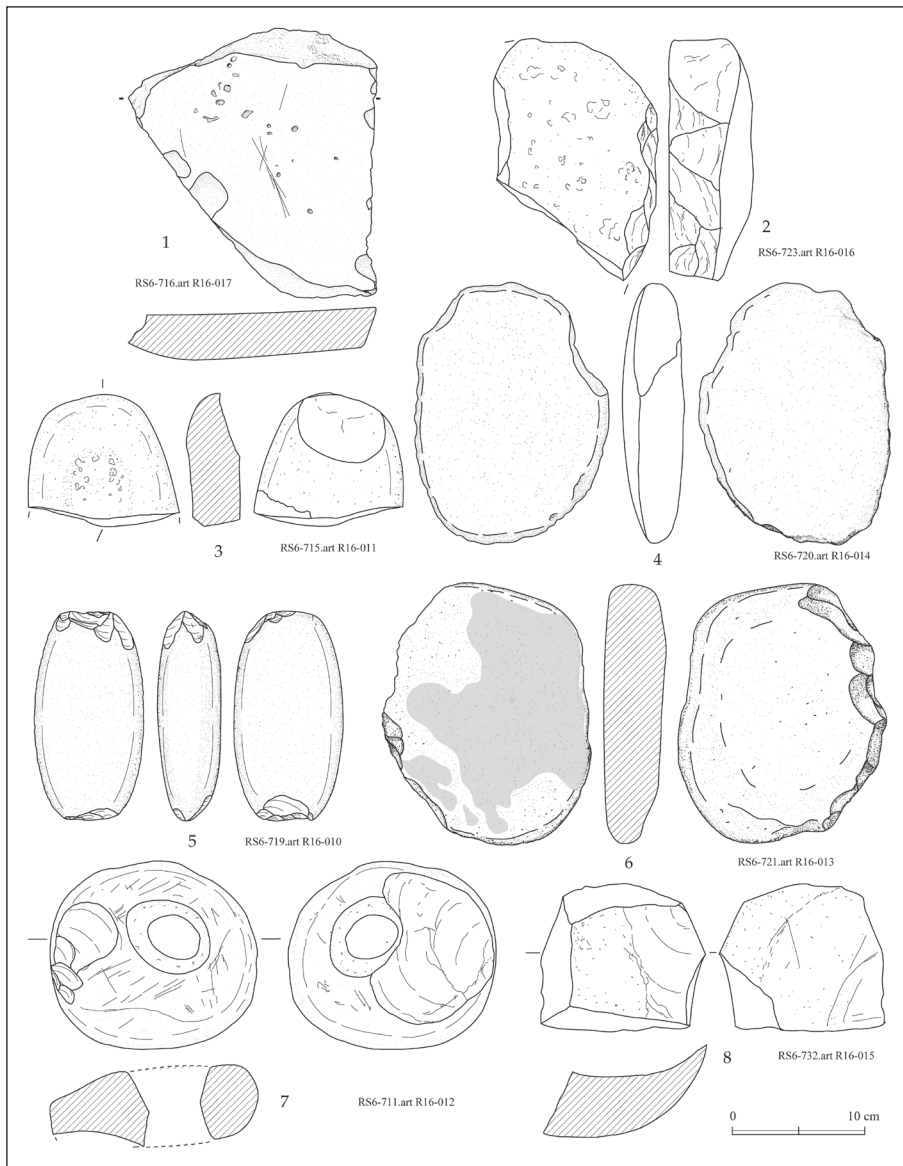 1
RS6-716.art R16-017
2
RS6-723.art R16-016
3
RS6-715.art R16-011
4
RS6-720.art R16-014
5
RS6-719.art R16-010
6
RS6-721.art R16-013
7
RS6-711.art R16-012
8
RS6-732.art R16-015
0 10 cm